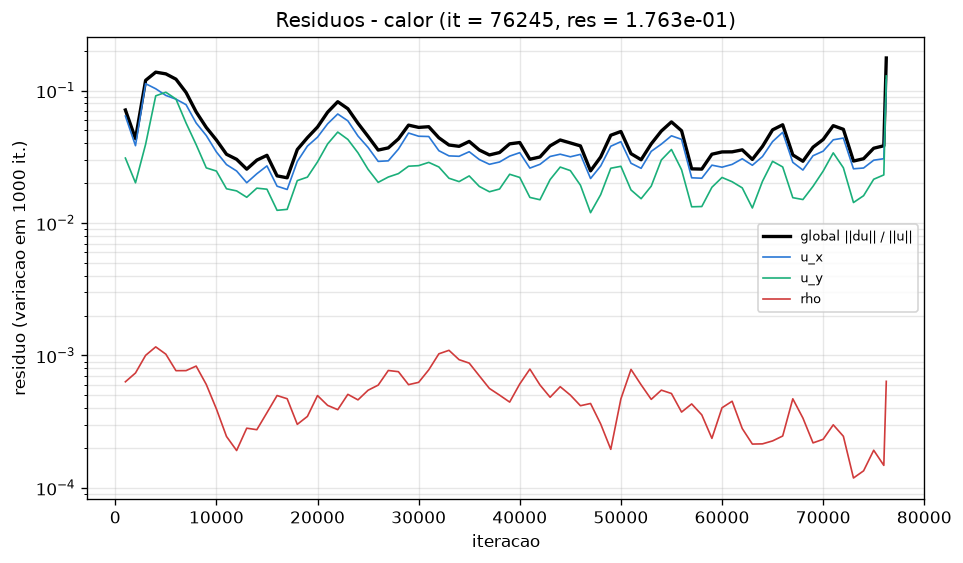 Residuos - calor (it = 76245, res = 1.763e-01)
residuo (variacao em 1000 it.)
10⁻¹
10⁻²
10⁻³
10⁻⁴
global ||du|| / ||u||
u_x
u_y
rho
0 10000 20000 30000 40000 50000 60000 70000 80000
iteracao